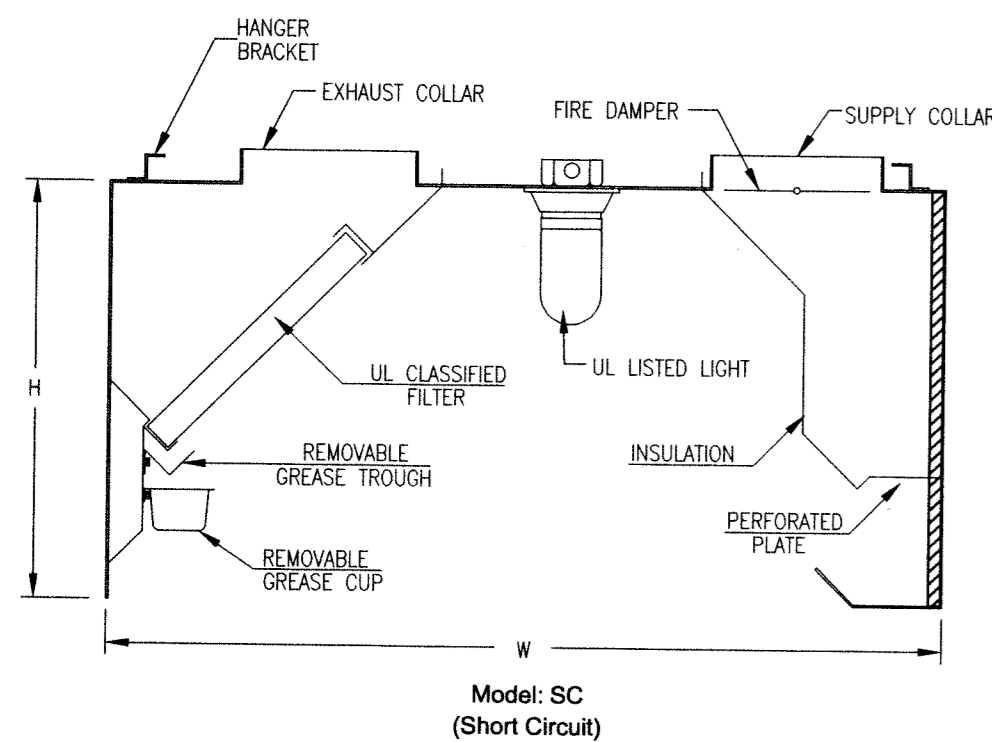 HANGER
BRACKET
EXHAUST COLLAR
FIRE DAMPER
SUPPLY COLLAR
H
UL CLASSIFIED
FILTER
UL LISTED LIGHT
REMOVABLE
GREASE TROUGH
INSULATION
PERFORATED
PLATE
REMOVABLE
GREASE CUP
W
Model: SC
(Short Circuit)